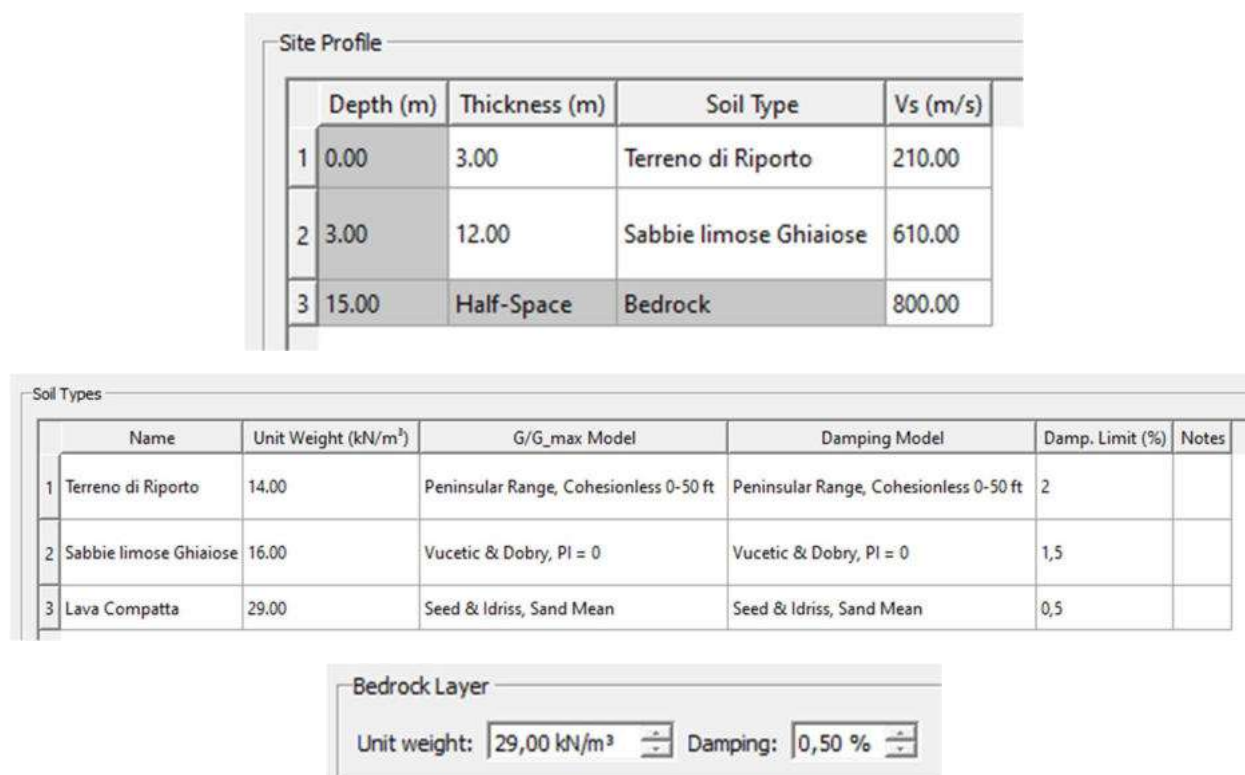 Site Profile
Depth (m) Thickness (m) Soil Type Vs (m/s)
1 0.00 3.00 Terreno di Riporto 210.00
2 3.00 12.00 Sabbie limose Ghiaiose 610.00
3 15.00 Half-Space Bedrock 800.00
Soil Types
Name Unit Weight (kN/m³) G/G_max Model Damping Model Damp. Limit (%) Notes
1 Terreno di Riporto 14.00 Peninsular Range, Cohesionless 0-50 ft Peninsular Range, Cohesionless 0-50 ft 2
2 Sabbie limose Ghiaiose 16.00 Vucetic & Dobry, PI = 0 Vucetic & Dobry, PI = 0 1,5
3 Lava Compatta 29.00 Seed & Idriss, Sand Mean Seed & Idriss, Sand Mean 0,5
Bedrock Layer
Unit weight: 29,00 kN/m³ Damping: 0,50 %